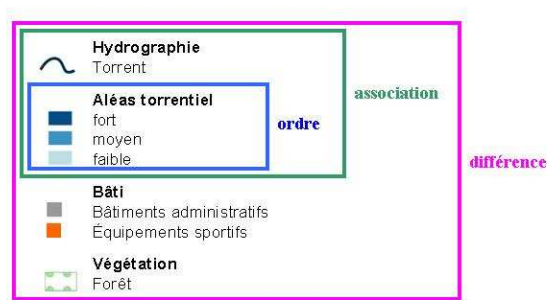 Hydrographie
Torrent
association
Aléas torrentiel
fort
ordre
moyen
faible
différence
Bâti
Bâtiments administratifs
Équipements sportifs
Végétation
Forêt